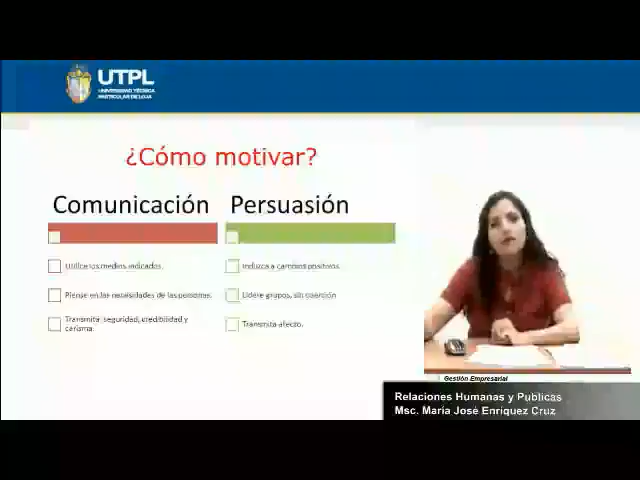 UTPL
UNIVERSIDAD TÉCNICA
PARTICULAR DE LOJA
¿Cómo motivar?
Comunicación
Persuasión
Utilice los medios indicados.
Piense en las necesidades de las personas.
Transmita seguridad, credibilidad y
carisma.
Induzca a cambios positivos.
Lidere grupos, sin coerción
Transmita afecto.
Gestión Empresarial
Relaciones Humanas y Publicas
Msc. María José Enríquez Cruz